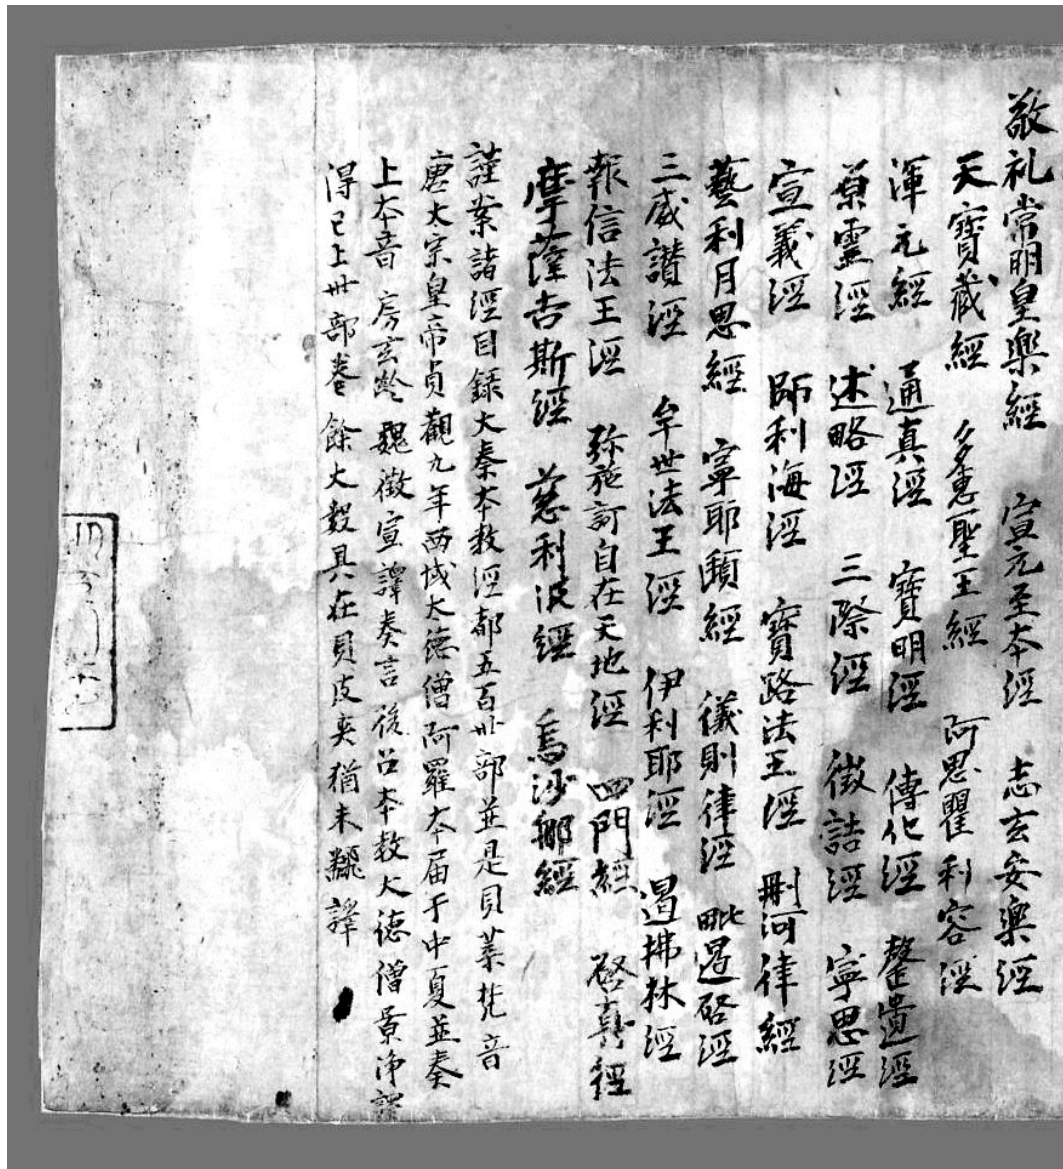 敬礼常明皇樂經 宣元至本經 志玄安樂經
天寶藏經 多惠聖王經 阿思瞿利容經
渾元經 通真經 寶明經 傳化經 罄遺經
原靈經 述略經 三際經 徵詰經 寧思經
宣義經 師利海經 寶路法王經 刪河律經
藝利月思經 寧耶頲經 儀則律經 毗遏啓經
三威讚經 牟世法王經 伊利耶經 遏拂林經
報信法王經 弥施訶自在天地經 四門經 啓真經
摩薩吉斯經 慈利波經 烏沙郍經
謹案諸經目錄大秦本教經都五百卅部並是貝葉梵音
唐太宗皇帝貞觀九年西域太德僧阿羅本屆于中夏並奏
上本音房玄齡魏徵宣譯奏言後召本教大德僧景淨譯
得已上卅部卷餘大數具在貝皮夾猶未翻譯